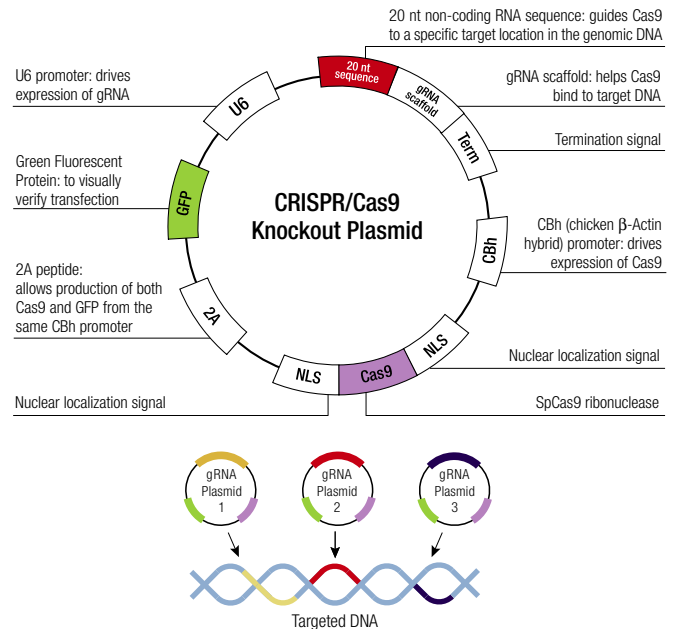 20 nt non-coding RNA sequence: guides Cas9
to a specific target location in the genomic DNA
U6 promoter: drives
expression of gRNA
gRNA scaffold: helps Cas9
bind to target DNA
Termination signal
Green Fluorescent
Protein: to visually
verify transfection
CBh (chicken β-Actin
hybrid) promoter: drives
expression of Cas9
2A peptide:
allows production of both
Cas9 and GFP from the
same CBh promoter
Nuclear localization signal
Nuclear localization signal
SpCas9 ribonuclease
20 nt
sequence
gRNA
scaffold
Term
CBh
NLS
Cas9
NLS
2A
GFP
U6
CRISPR/Cas9
Knockout Plasmid
gRNA
Plasmid
1
gRNA
Plasmid
2
gRNA
Plasmid
3
Targeted DNA